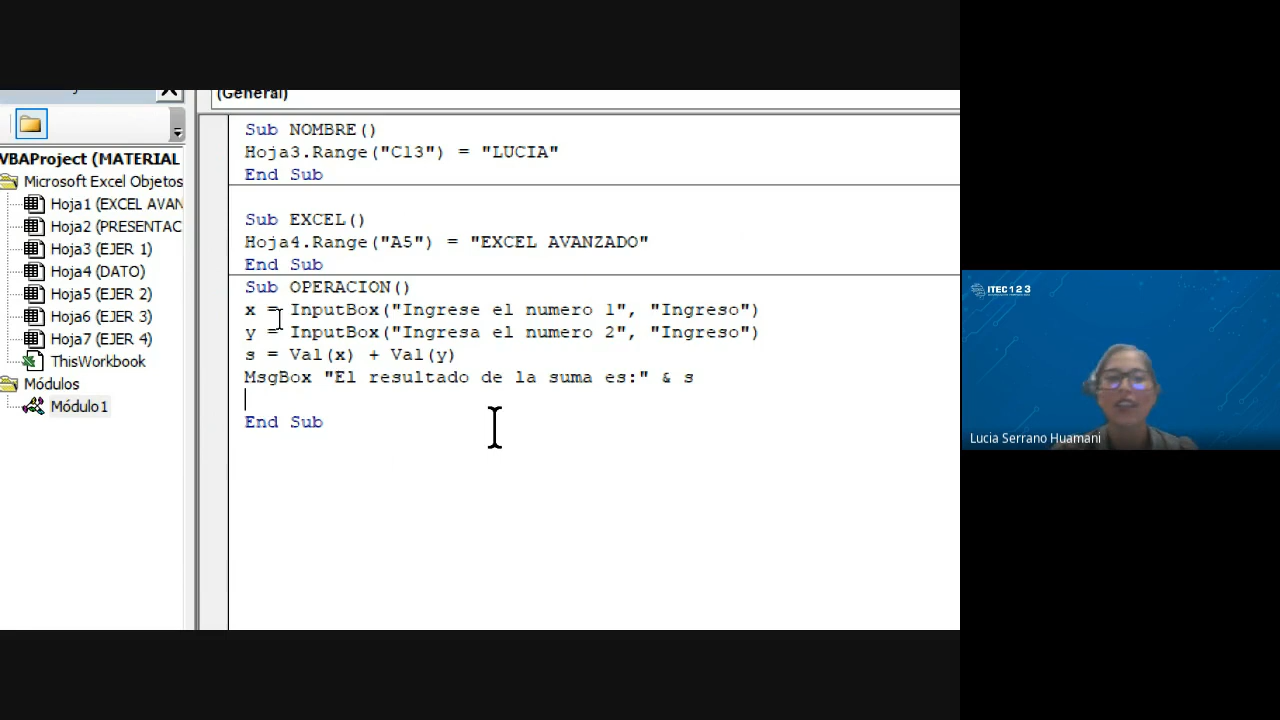 (General)
Sub NOMBRE()
Hoja3.Range("C13") = "LUCIA"
End Sub
Sub EXCEL()
Hoja4.Range("A5") = "EXCEL AVANZADO"
End Sub
Sub OPERACION()
x = InputBox("Ingrese el numero 1", "Ingreso")
y = InputBox("Ingresa el numero 2", "Ingreso")
s = Val(x) + Val(y)
MsgBox "El resultado de la suma es:" & s
End Sub
VBAProject (MATERIAL
Microsoft Excel Objetos
Hoja1 (EXCEL AVAN
Hoja2 (PRESENTAC
Hoja3 (EJER 1)
Hoja4 (DATO)
Hoja5 (EJER 2)
Hoja6 (EJER 3)
Hoja7 (EJER 4)
ThisWorkbook
Módulos
Módulo1
ITEC 123
Lucia Serrano Huamani